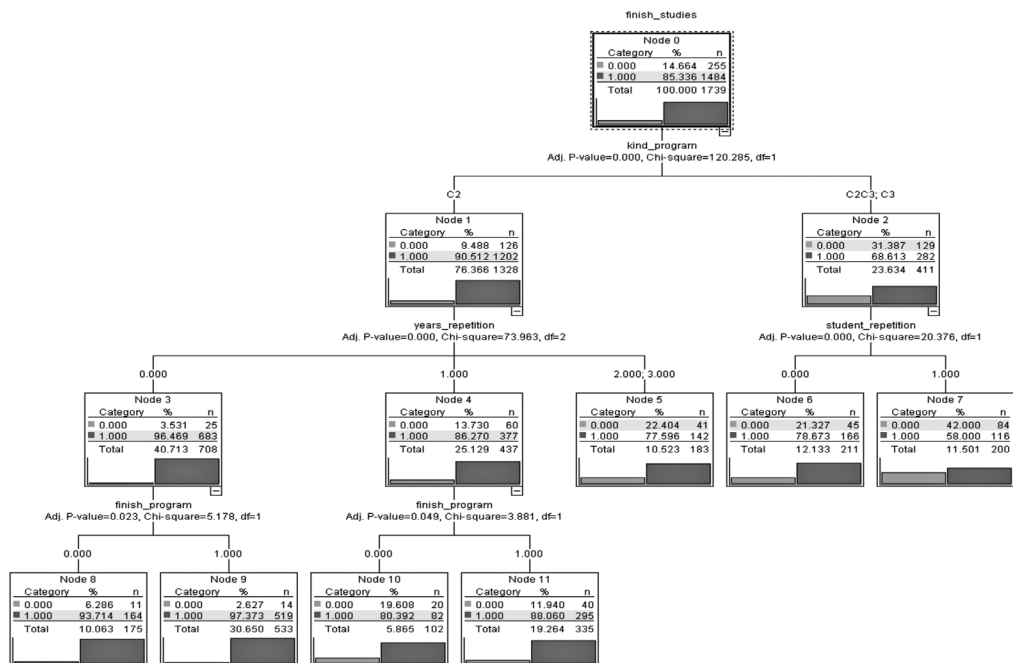 finish_studies
Node 0
Category % n
0.000 14.664 255
1.000 85.336 1484
Total 100.000 1739
kind_program
Adj. P-value=0.000, Chi-square=120.285, df=1
C2
C2C3; C3
Node 1
Category % n
0.000 9.488 126
1.000 90.512 1202
Total 76.366 1328
Node 2
Category % n
0.000 31.387 129
1.000 68.613 282
Total 23.634 411
years_repetition
Adj. P-value=0.000, Chi-square=73.963, df=2
student_repetition
Adj. P-value=0.000, Chi-square=20.376, df=1
0.000
1.000
2.000; 3.000
0.000
1.000
Node 3
Category % n
0.000 3.531 25
1.000 96.469 683
Total 40.713 708
Node 4
Category % n
0.000 13.730 60
1.000 86.270 377
Total 25.129 437
Node 5
Category % n
0.000 22.404 41
1.000 77.596 142
Total 10.523 183
Node 6
Category % n
0.000 21.327 45
1.000 78.673 166
Total 12.133 211
Node 7
Category % n
0.000 42.000 84
1.000 58.000 116
Total 11.501 200
finish_program
Adj. P-value=0.023, Chi-square=5.178, df=1
finish_program
Adj. P-value=0.049, Chi-square=3.881, df=1
0.000
1.000
0.000
1.000
Node 8
Category % n
0.000 6.286 11
1.000 93.714 164
Total 10.063 175
Node 9
Category % n
0.000 2.627 14
1.000 97.373 519
Total 30.650 533
Node 10
Category % n
0.000 19.608 20
1.000 80.392 82
Total 5.865 102
Node 11
Category % n
0.000 11.940 40
1.000 88.060 295
Total 19.264 335